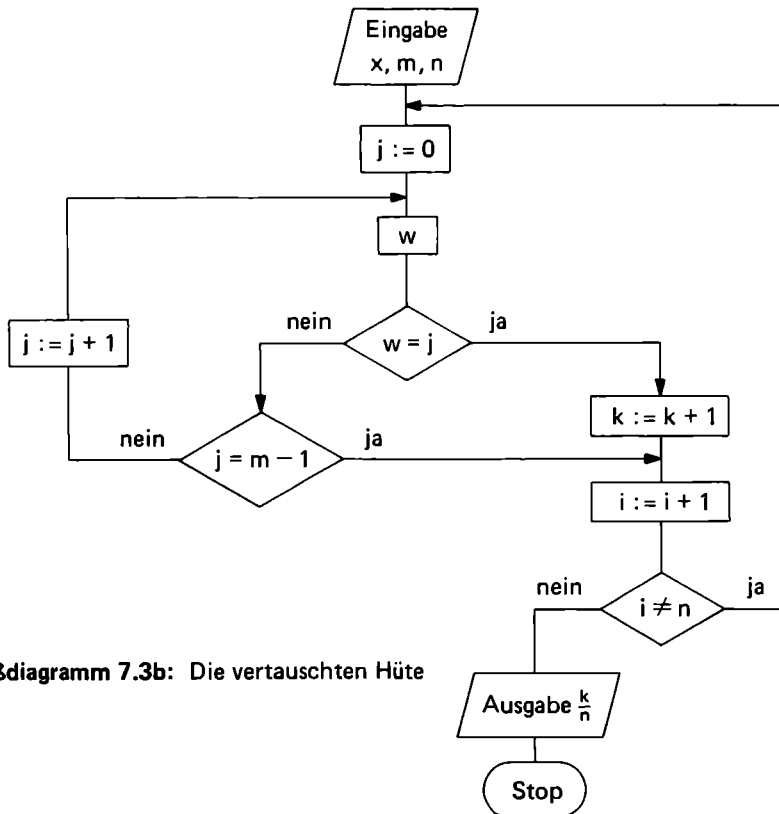 Eingabe
x, m, n
j := 0
w
nein
ja
w = j
j := j + 1
k := k + 1
nein
ja
j = m − 1
i := i + 1
nein
ja
i ≠ n
ßdiagramm 7.3b: Die vertauschten Hüte
Ausgabe k/n
Stop